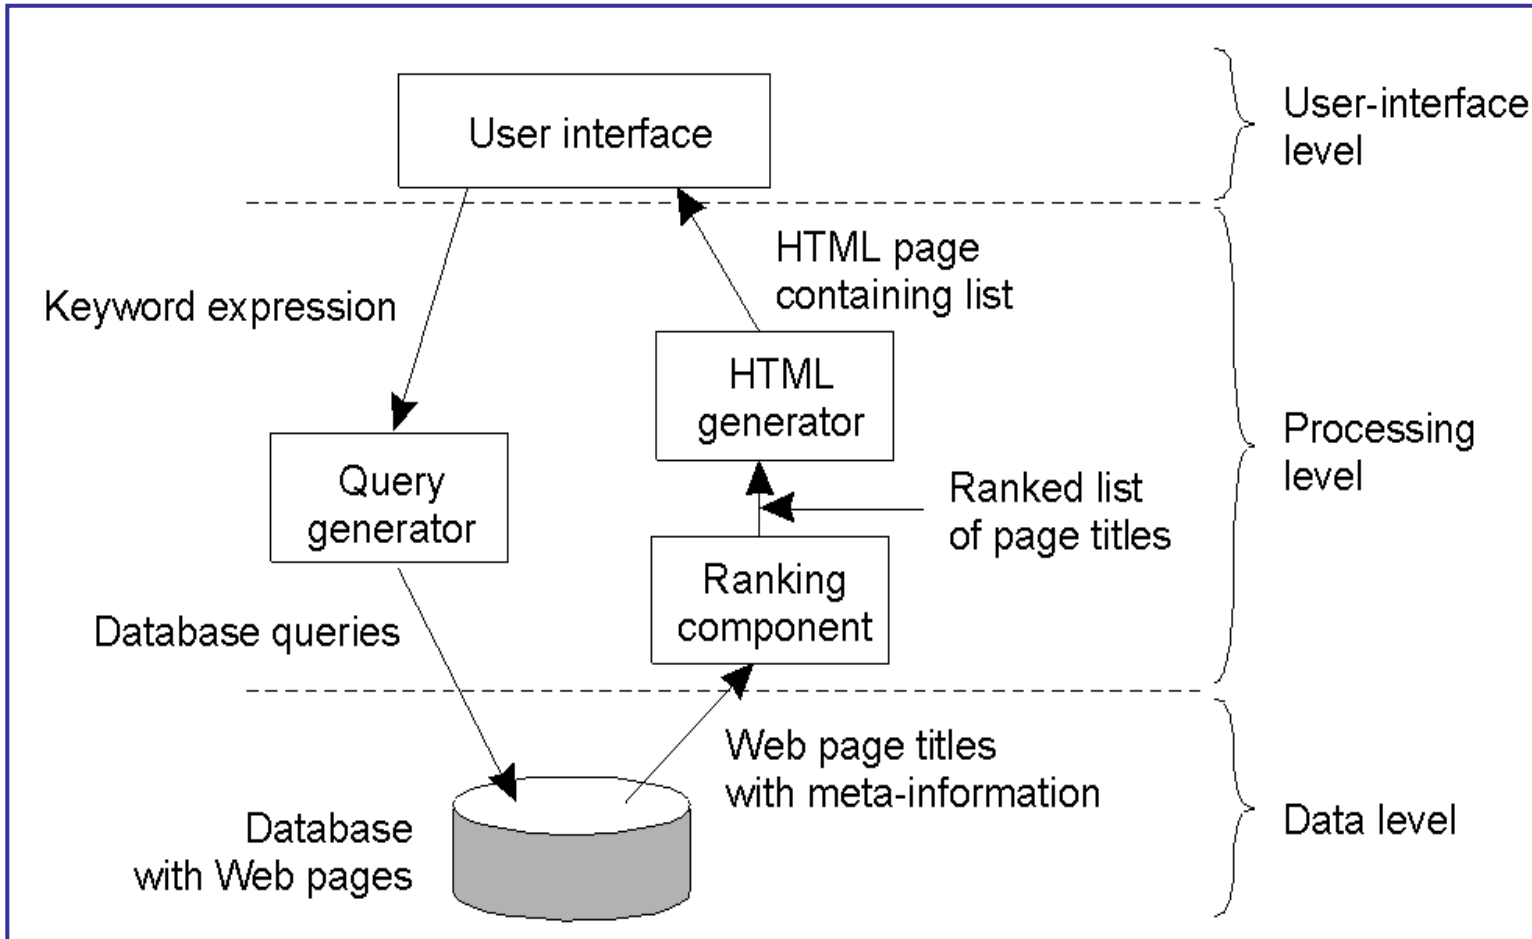 User interface
User-interface
level
HTML page
containing list
Keyword expression
HTML
generator
Processing
level
Query
generator
Ranked list
of page titles
Ranking
component
Database queries
Web page titles
with meta-information
Database
with Web pages
Data level